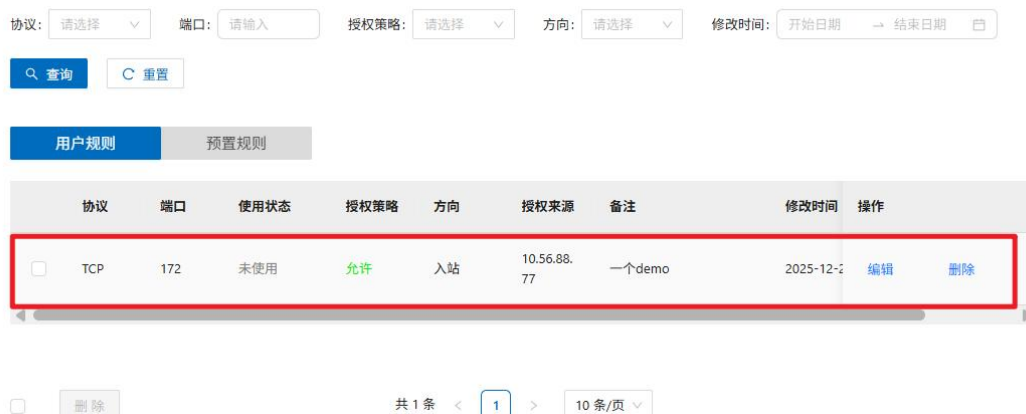 协议: 请选择 端口: 请输入 授权策略: 请选择 方向: 请选择 修改时间: 开始日期 → 结束日期
查询 重置
用户规则 预置规则
协议 端口 使用状态 授权策略 方向 授权来源 备注 修改时间 操作
TCP 172 未使用 允许 入站 10.56.88.77 一个demo 2025-12-2 编辑 删除
删除 共 1 条 < 1 > 10 条/页